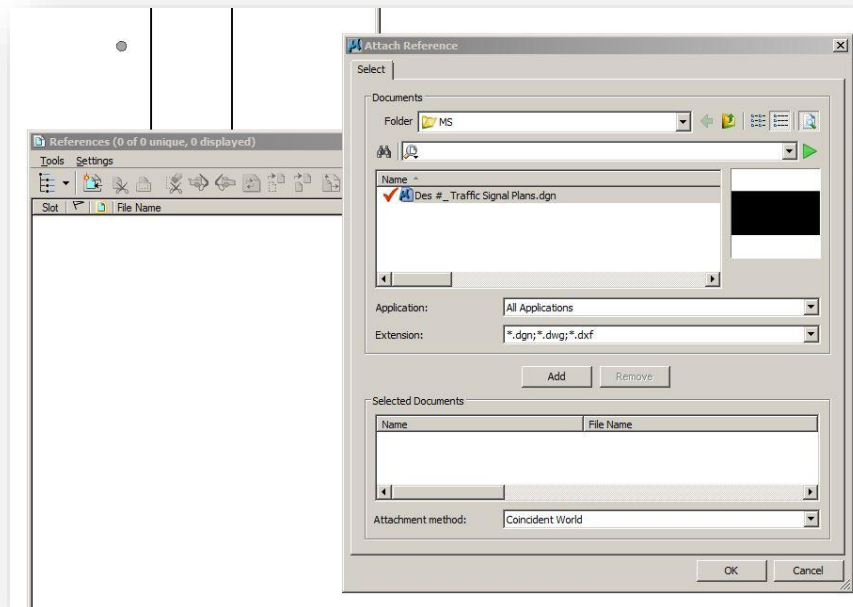 Attach Reference
Select
Documents
Folder MS
Name
Des #_Traffic Signal Plans.dgn
Application: All Applications
Extension: *.dgn;*.dwg;*.dxf
Add Remove
Selected Documents
Name File Name
Attachment method: Coincident World
OK Cancel
References (0 of 0 unique, 0 displayed)
Tools Settings
Slot File Name